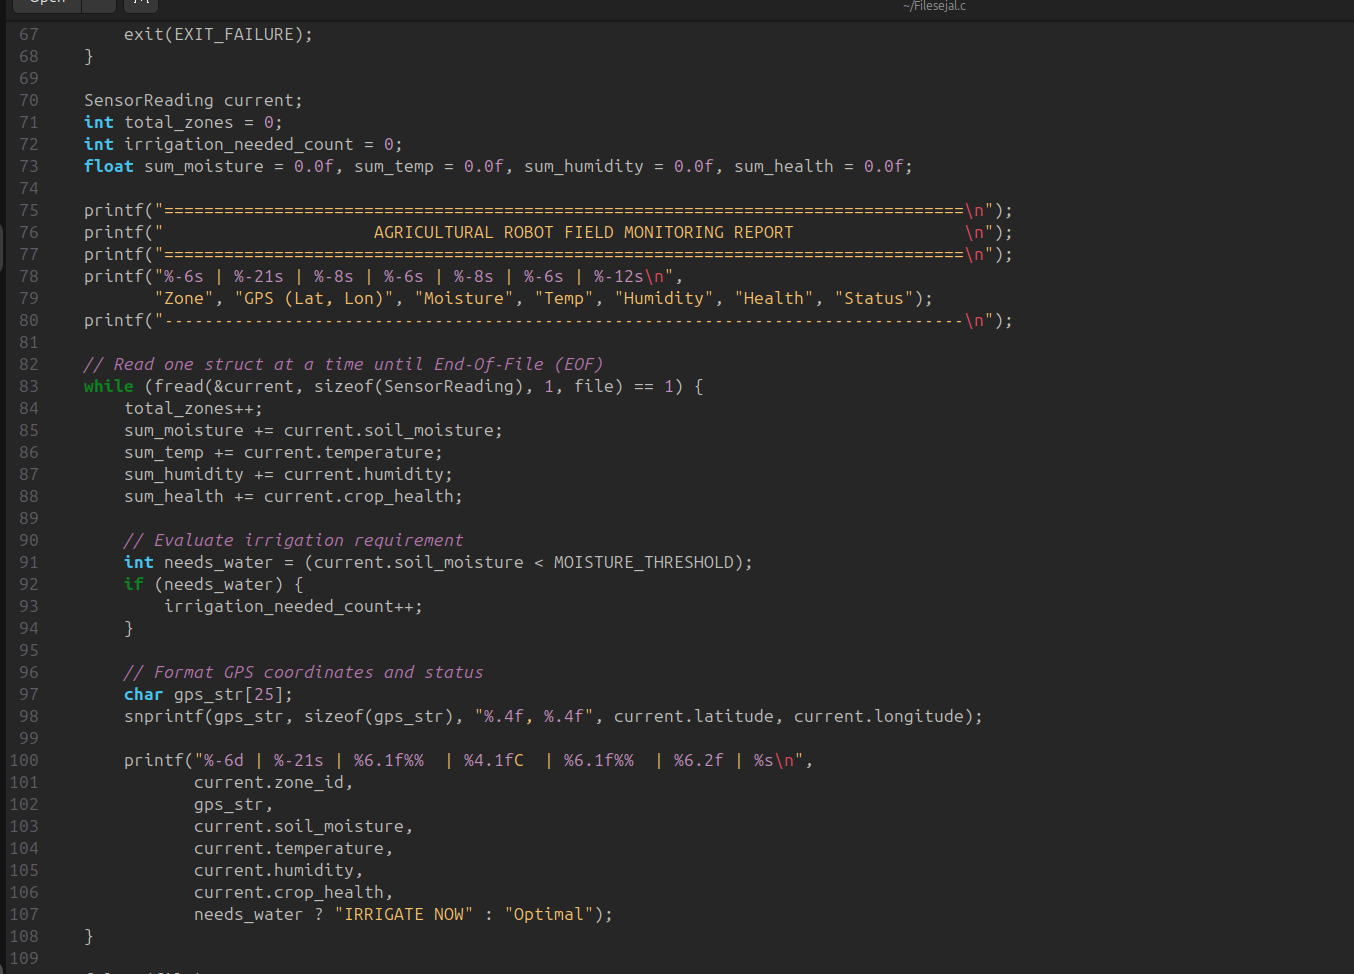 Open
~/Filesejal.c
67 exit(EXIT_FAILURE);
68 }
69
70 SensorReading current;
71 int total_zones = 0;
72 int irrigation_needed_count = 0;
73 float sum_moisture = 0.0f, sum_temp = 0.0f, sum_humidity = 0.0f, sum_health = 0.0f;
74
75 printf("================================================================================\n");
76 printf("                     AGRICULTURAL ROBOT FIELD MONITORING REPORT                 \n");
77 printf("================================================================================\n");
78 printf("%-6s | %-21s | %-8s | %-6s | %-8s | %-6s | %-12s\n",
79 "Zone", "GPS (Lat, Lon)", "Moisture", "Temp", "Humidity", "Health", "Status");
80 printf("--------------------------------------------------------------------------------\n");
81
82 // Read one struct at a time until End-Of-File (EOF)
83 while (fread(&current, sizeof(SensorReading), 1, file) == 1) {
84 total_zones++;
85 sum_moisture += current.soil_moisture;
86 sum_temp += current.temperature;
87 sum_humidity += current.humidity;
88 sum_health += current.crop_health;
89
90 // Evaluate irrigation requirement
91 int needs_water = (current.soil_moisture < MOISTURE_THRESHOLD);
92 if (needs_water) {
93 irrigation_needed_count++;
94 }
95
96 // Format GPS coordinates and status
97 char gps_str[25];
98 snprintf(gps_str, sizeof(gps_str), "%.4f, %.4f", current.latitude, current.longitude);
99
100 printf("%-6d | %-21s | %6.1f%%  | %4.1fC  | %6.1f%%  | %6.2f | %s\n",
101 current.zone_id,
102 gps_str,
103 current.soil_moisture,
104 current.temperature,
105 current.humidity,
106 current.crop_health,
107 needs_water ? "IRRIGATE NOW" : "Optimal");
108 }
109